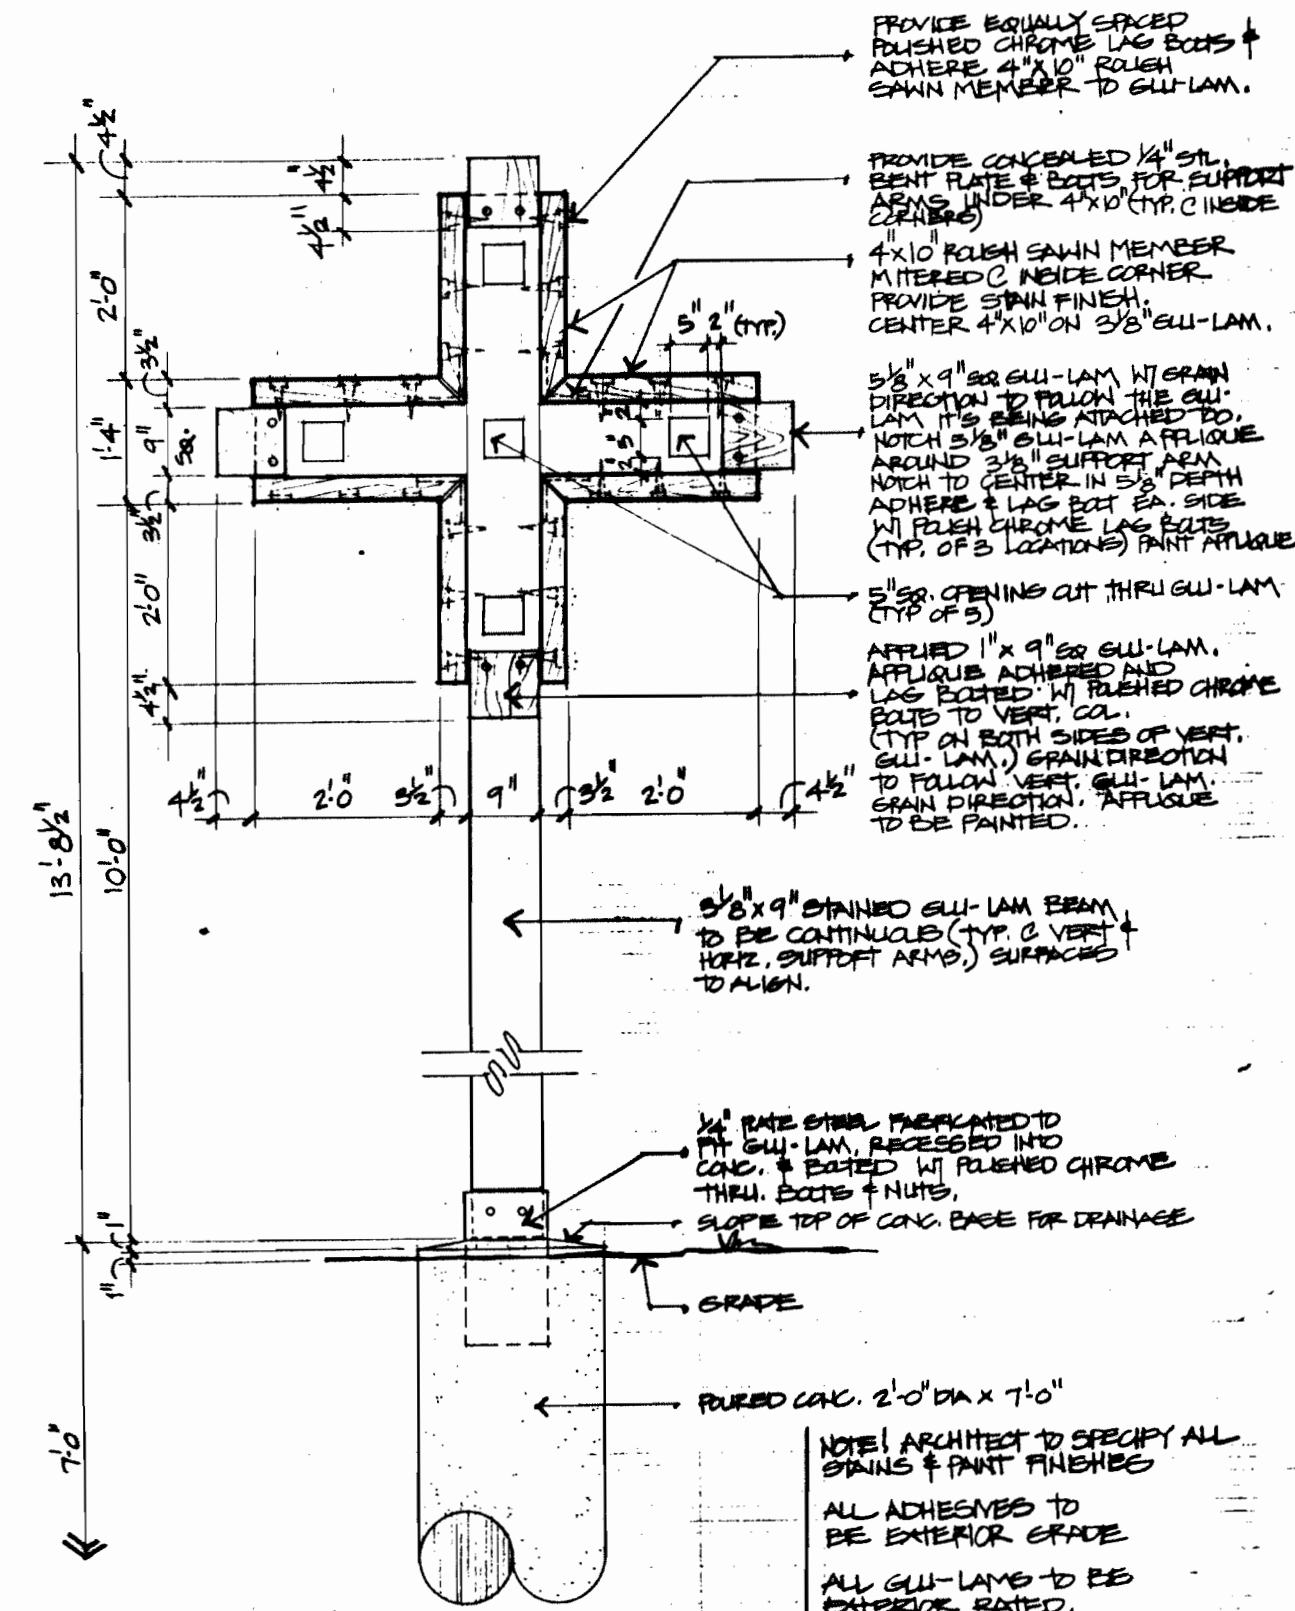 PROVIDE EQUALLY SPACED
POLISHED CHROME LAG BOLTS &
ADHERE 4"X10" ROUGH
SAWN MEMBER TO GLU-LAM.
PROVIDE CONCEALED 1/4" STL.
BENT PLATE & BOLTS FOR SUPPORT
ARMS UNDER 4"X10" (TYP. C INSIDE
CORNERS)
4"X10" ROUGH SAWN MEMBER
MITERED C INSIDE CORNER
PROVIDE STAIN FINISH.
CENTER 4"X10" ON 3 1/8" GLU-LAM.
5 1/8" X 9" SQ GLU-LAM W/ GRAIN
DIRECTION TO FOLLOW THE GLU-
LAM IT'S BEING ATTACHED TOO.
NOTCH 5 1/8" GLU-LAM APPLIQUE
AROUND 3 1/8" SUPPORT ARM
NOTCH TO CENTER IN 5 1/8" DEPTH
ADHERE & LAG BOLT EA. SIDE
W/ POLISH CHROME LAG BOLTS
(TYP. OF 3 LOCATIONS) PAINT APPLIQUE
5" SQ. OPENING CUT THRU GLU-LAM
(TYP OF 5)
APPLIED 1" X 9" SQ GLU-LAM.
APPLIQUE ADHERED AND
LAG BOLTED W/ POLISHED CHROME
BOLTS TO VERT. COL.
(TYP ON BOTH SIDES OF VERT.
GLU-LAM.) GRAIN DIRECTION
TO FOLLOW VERT. GLU-LAM.
GRAIN DIRECTION. APPLIQUE
TO BE PAINTED.
3 1/8" X 9" STAINED GLU-LAM BEAM
TO BE CONTINUOUS (TYP. C VERT &
HORIZ. SUPPORT ARMS.) SURFACES
TO ALIGN.
1/4" PLATE STEEL FABRICATED TO
FIT GLU-LAM, RECESSED INTO
CONC. & BOLTED W/ POLISHED CHROME
THRU. BOLTS & NUTS.
SLOPE TOP OF CONC. BASE FOR DRAINAGE
GRADE
POURED CONC. 2'-0" DIA X 7'-0"
NOTE! ARCHITECT TO SPECIFY ALL
STAINS & PAINT FINISHES
ALL ADHESIVES TO
BE EXTERIOR GRADE
ALL GLU-LAMS TO BE
EXTERIOR RATED.
4 1/2"
4 1/2"
4 1/2"
2'-0"
3 1/2"
1'-4"
9"
SQ.
3 1/2"
2'-0"
4 1/2"
5" 2" (TYP.)
2
5
2"
4 1/2"
2'-0"
3 1/2"
9"
3 1/2"
2'-0"
4 1/2"
13'-8 1/2"
10'-0"
1"
1"
7'-0"